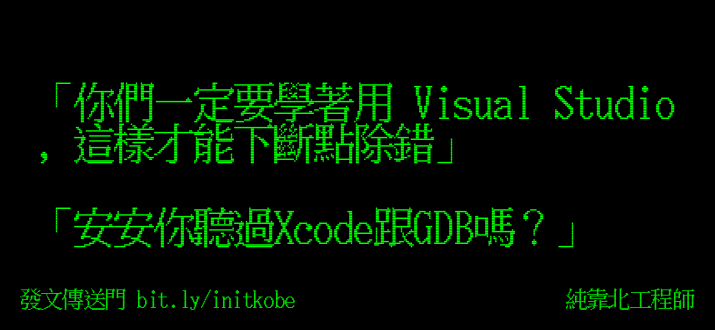 「你們一定要學著用 Visual Studio
, 這樣才能下斷點除錯」
「安安你聽過Xcode跟GDB嗎？」
發文傳送門 bit.ly/initkobe
純靠北工程師